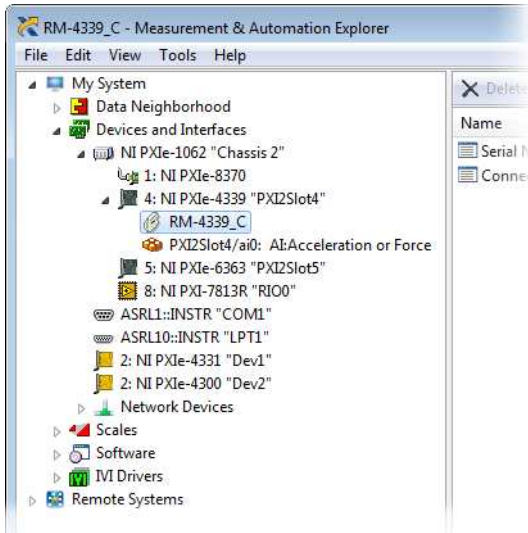 RM-4339_C - Measurement & Automation Explorer
File Edit View Tools Help
My System
Data Neighborhood
Devices and Interfaces
NI PXIe-1062 "Chassis 2"
1: NI PXIe-8370
4: NI PXIe-4339 "PXI2Slot4"
RM-4339_C
PXI2Slot4/ai0: AI:Acceleration or Force
5: NI PXIe-6363 "PXI2Slot5"
8: NI PXI-7813R "RIO0"
ASRL1::INSTR "COM1"
ASRL10::INSTR "LPT1"
2: NI PXIe-4331 "Dev1"
2: NI PXIe-4300 "Dev2"
Network Devices
Scales
Software
IVI Drivers
Remote Systems
Delete
Name
Serial N
Conne